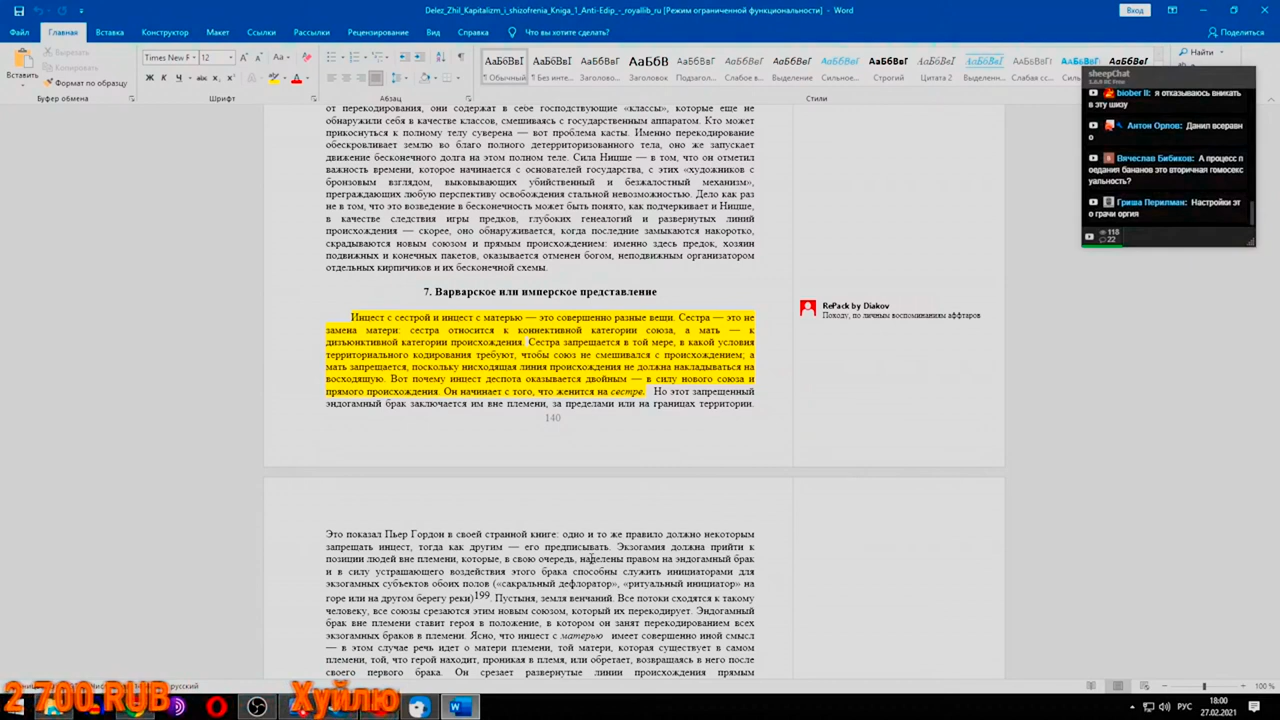 Delez_Zhil_Kapitalizm_i_shizofrenia_Kniga_1_Anti-Edip_-_royallib_ru [Режим ограниченной функциональности] - Word
Вход
Файл Главная Вставка Конструктор Макет Ссылки Рассылки Рецензирование Вид Справка Что вы хотите сделать? Поделиться
Вставить
Вырезать
Копировать
Формат по образцу
Буфер обмена
Times New F 12
Ж К Ч
Абзац
АаБбВвГ АаБбВвГ АаБбВвГ АаБбВвГ АаБбВвГ АаБбВвГ АаБбВвГ АаБбВвГ АаБбВвГ АаБбВвГ АаБбВвГ
¶ Обычный ¶ Без инте... Заголово... Заголовок Подзагол... Слабое в... Выделение Сильное... Строгий Цитата 2 Выделенн... Слабая сс...
Стили
Найти
sheepChat
biober II: я отказываюсь вникать
в эту шизу
Антон Орлов: Данил всеравн
о
Вячеслав Бибиков: А процесс п
оедания бананов это вторичная гомосекс
уальность?
Гриша Перилман: Настройки эт
о грачи оргия
118
22
от перекодирования, они содержат в себе господствующие «классы», которые еще не
обнаружили себя в качестве классов, смешиваясь с государственным аппаратом. Кто может
прикоснуться к полному телу суверена — вот проблема касты. Именно перекодирование
обескровливает землю во благо полного детерриторизованного тела, оно же запускает
движение бесконечного долга на этом полном теле. Сила Ницше — в том, что он отметил
важность времени, которое начинается с основателей государства, с этих «художников с
бронзовым взглядом, выковывающих убийственный и безжалостный механизм»,
преграждающих любую перспективу освобождения стальной невозможностью. Дело как раз
не в том, что это возведение в бесконечность может быть понято, как подчеркивает и Ницше,
в качестве следствия игры предков, глубоких генеалогий и развернутых линий
происхождения — скорее, оно обнаруживается, когда последние замыкаются накоротко,
скрадываются новым союзом и прямым происхождением: именно здесь предок, хозяин
подвижных и конечных пакетов, оказывается отменен богом, неподвижным организатором
отдельных кирпичиков и их бесконечной схемы.
7. Варварское или имперское представление
RePack by Diakov
Походу, по личным воспоминаниям аффтаров
Инцест с сестрой и инцест с матерью — это совершенно разные вещи. Сестра — это не
замена матери: сестра относится к коннективной категории союза, а мать — к
дизъюнктивной категории происхождения. Сестра запрещается в той мере, в какой условия
территориального кодирования требуют, чтобы союз не смешивался с происхождением; а
мать запрещается, поскольку нисходящая линия происхождения не должна накладываться на
восходящую. Вот почему инцест деспота оказывается двойным — в силу нового союза и
прямого происхождения. Он начинает с того, что женится на сестре. Но этот запрещенный
эндогамный брак заключается им вне племени, за пределами или на границах территории.
140
Это показал Пьер Гордон в своей странной книге: одно и то же правило должно некоторым
запрещать инцест, тогда как другим — его предписывать. Экзогамия должна прийти к
позиции людей вне племени, которые, в свою очередь, наделены правом на эндогамный брак
и в силу устрашающего воздействия этого брака способны служить инициаторами для
экзогамных субъектов обоих полов («сакральный дефлоратор», «ритуальный инициатор» на
горе или на другом берегу реки)199. Пустыня, земля венчаний. Все потоки сходятся к такому
человеку, все союзы срезаются этим новым союзом, который их перекодирует. Эндогамный
брак вне племени ставит героя в положение, в котором он занят перекодированием всех
экзогамных браков в племени. Ясно, что инцест с матерью имеет совершенно иной смысл
— в этом случае речь идет о матери племени, той матери, которая существует в самом
племени, той, что герой находит, проникая в племя, или обретает, возвращаясь в него после
своего первого брака. Он срезает развернутые линии происхождения прямым
русский
100 %
2 700 RUB Хуйлю
РУС
18:00
27.02.2021